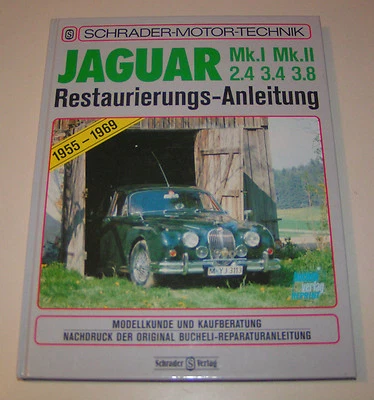 S SCHRADER-MOTOR-TECHNIK
JAGUAR Mk.I Mk.II
2.4 3.4 3.8
Restaurierungs-Anleitung
1955 – 1969
verlag
MODELLKUNDE UND KAUFBERATUNG
NACHDRUCK DER ORIGINAL BUCHELI-REPARATURANLEITUNG
Schrader S Verlag